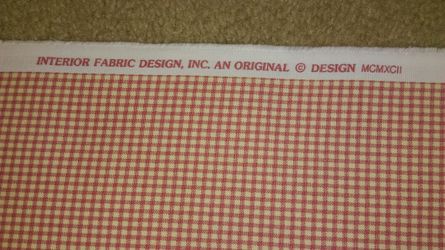 INTERIOR FABRIC DESIGN, INC. AN ORIGINAL © DESIGN MCMXCII